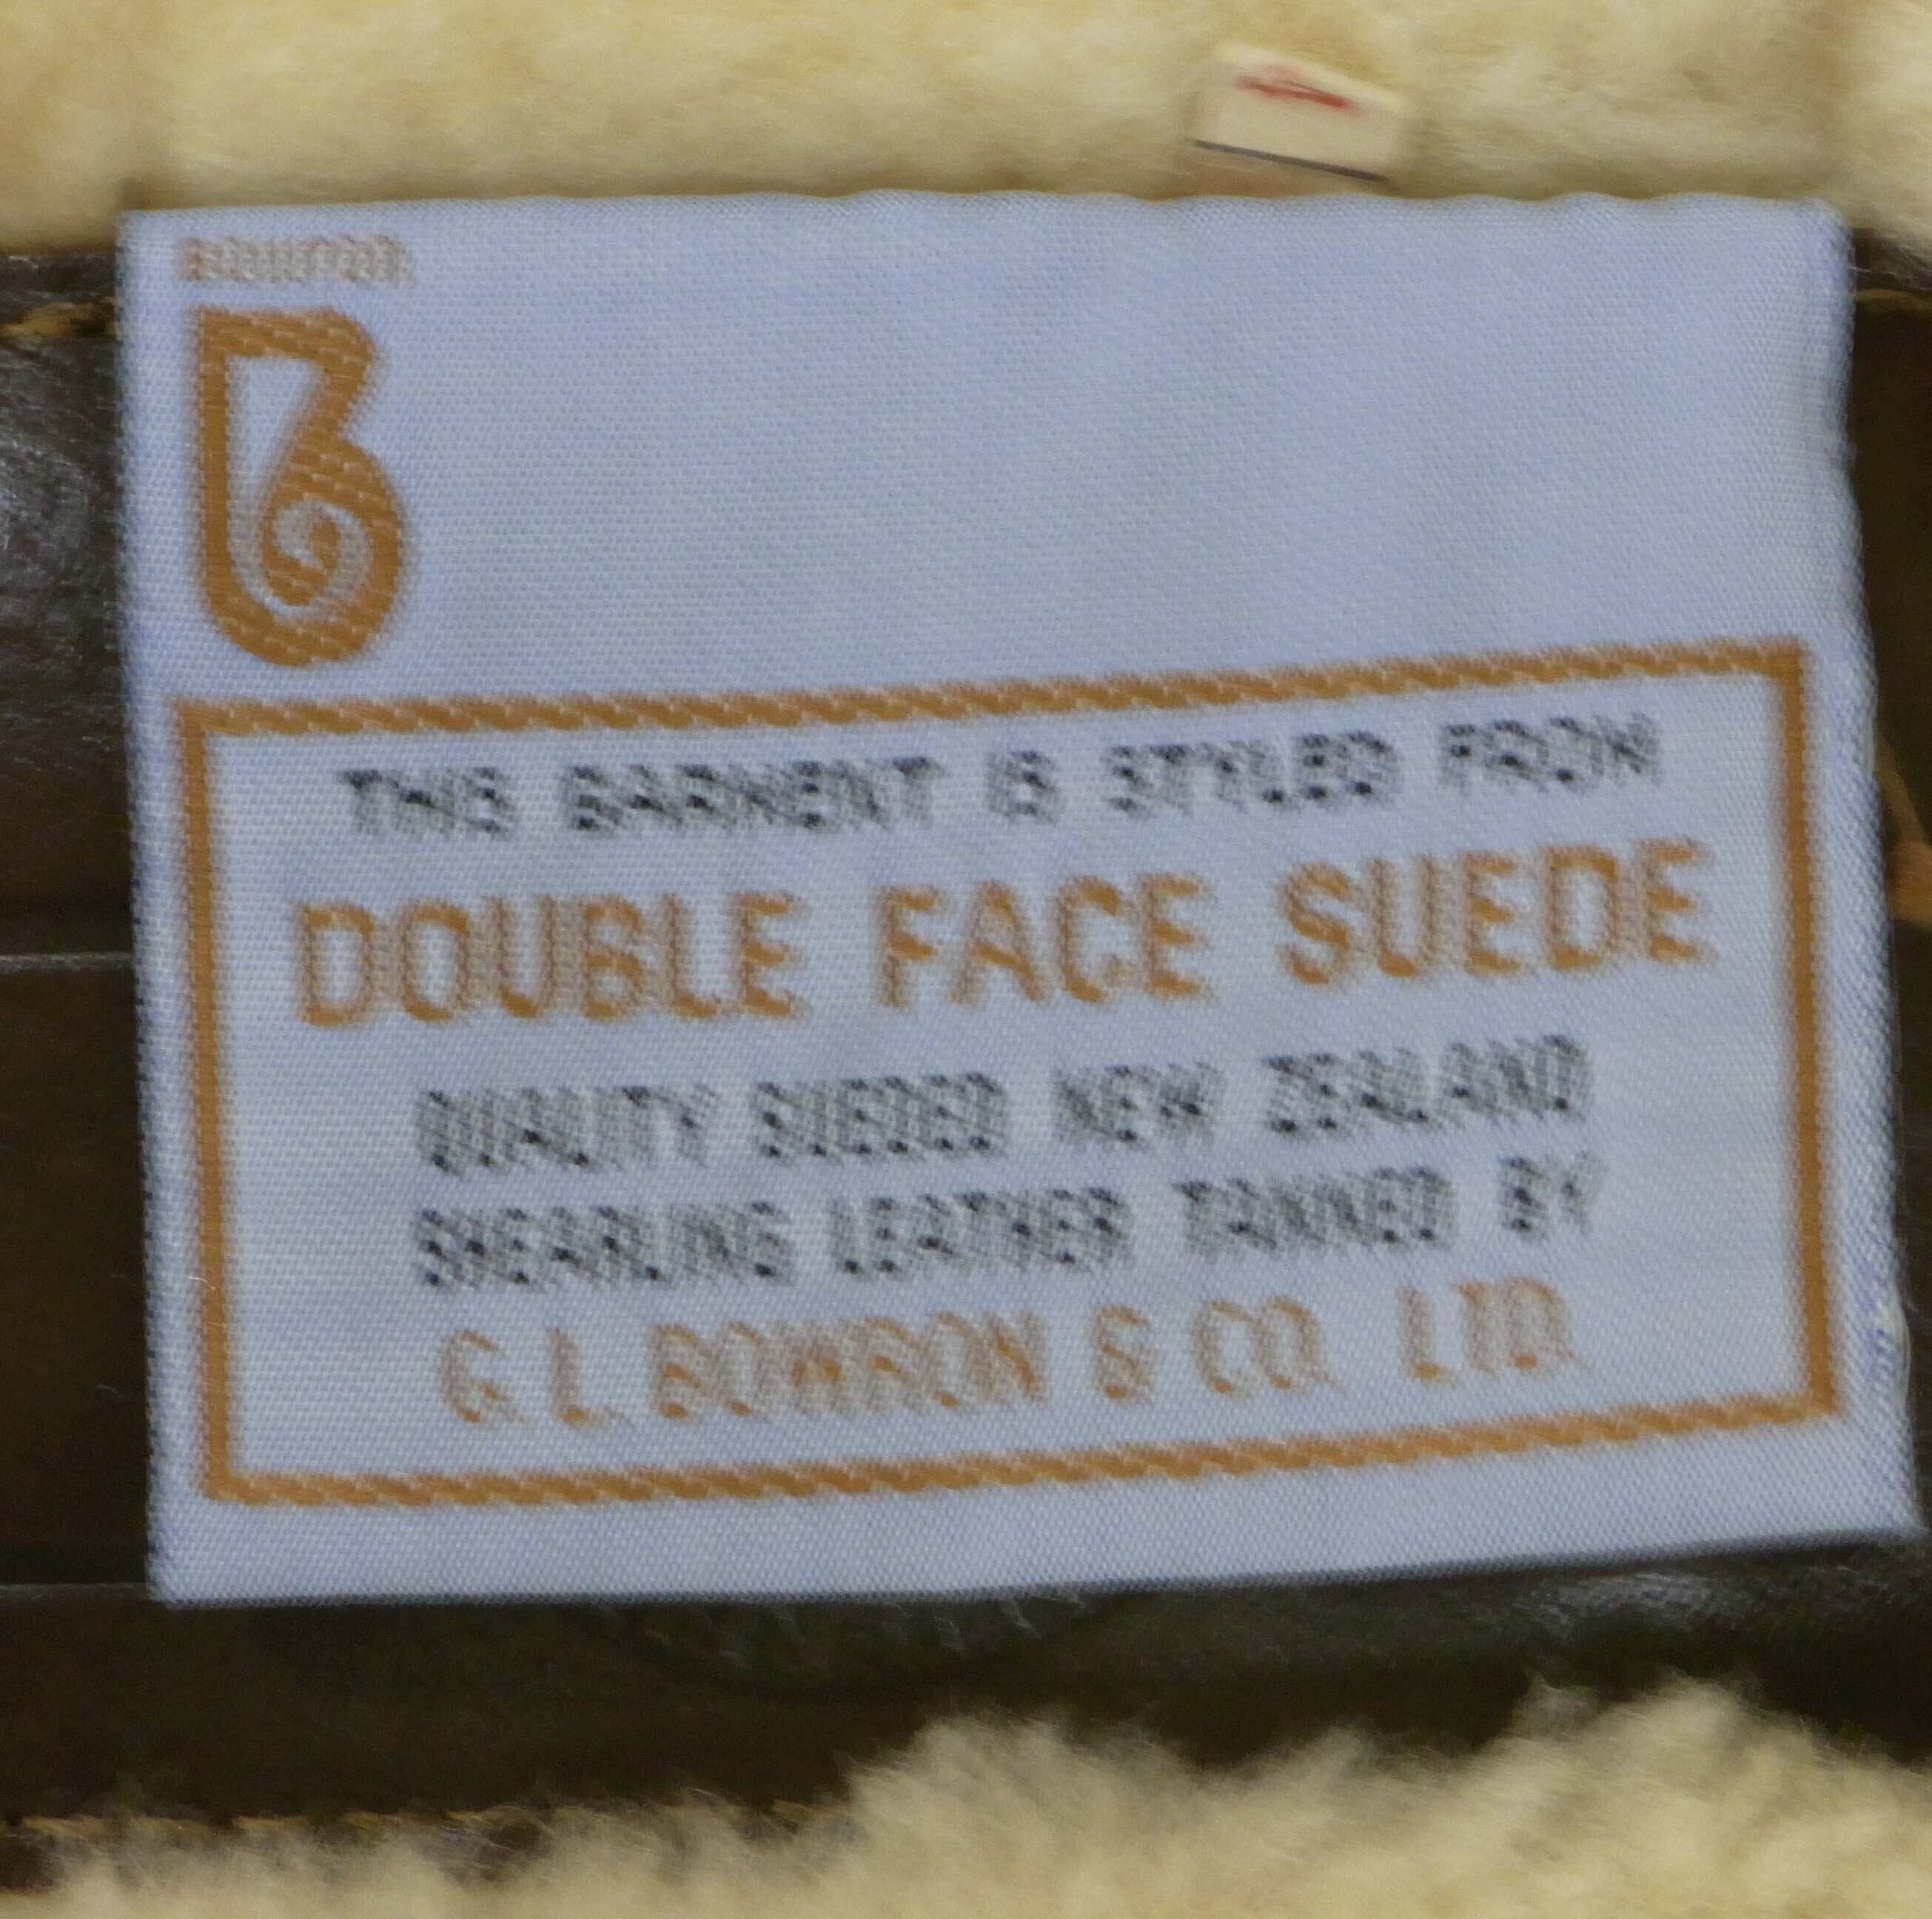 BOWRON
B
THIS GARMENT IS STYLED FROM
DOUBLE FACE SUEDE
QUALITY SUEDED NEW ZEALAND
SHEARLING LEATHER TANNED BY
G. L. BOWRON & CO. LTD.